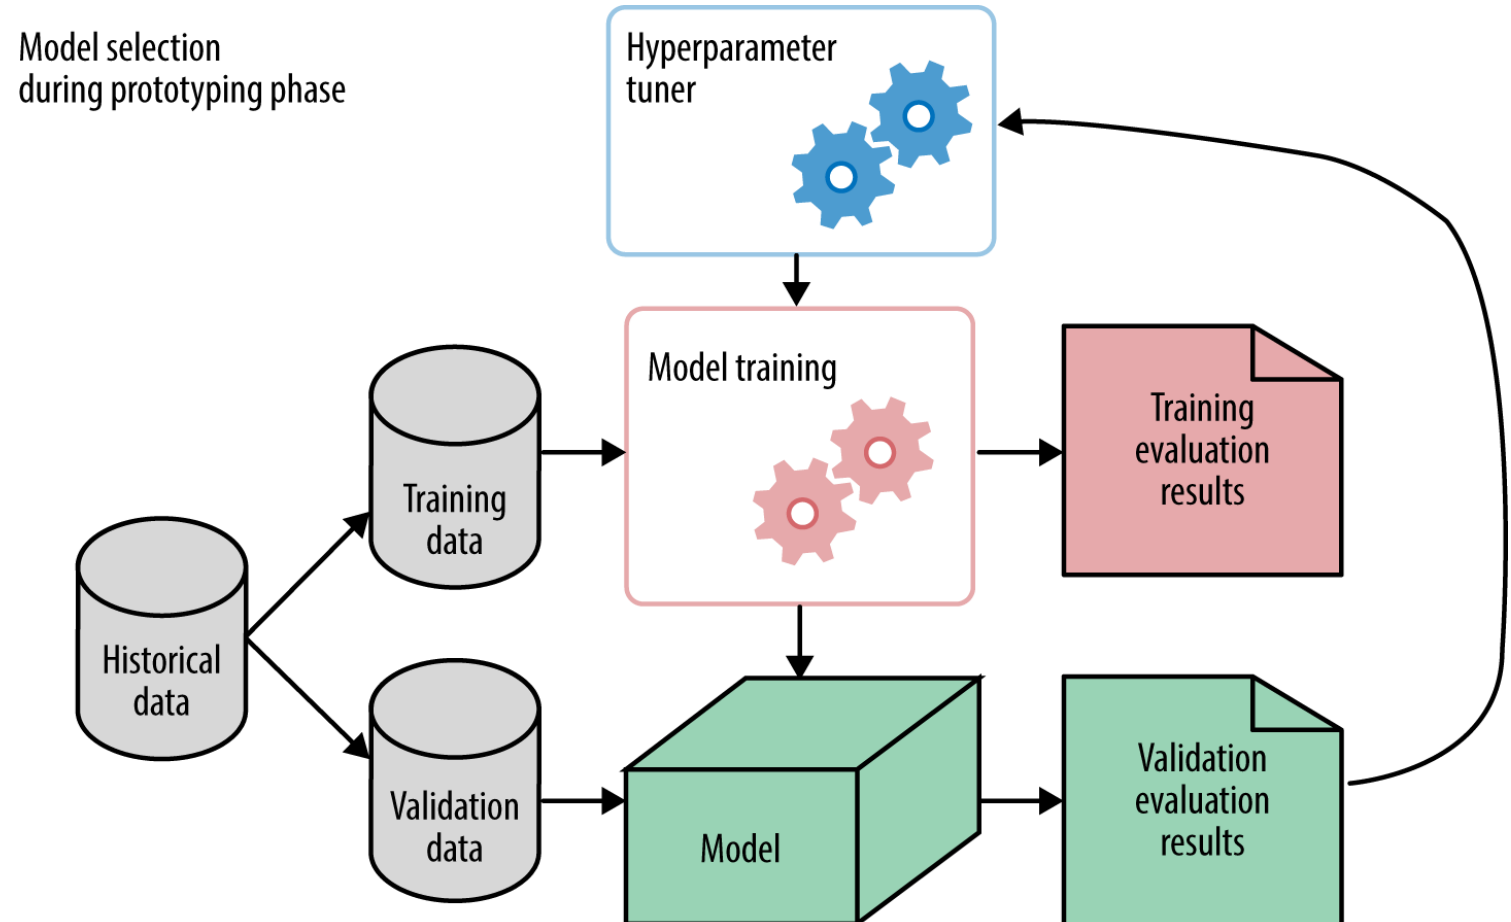 Model selection
during prototyping phase
Hyperparameter
tuner
Model training
Training
evaluation
results
Training
data
Historical
data
Validation
data
Model
Validation
evaluation
results